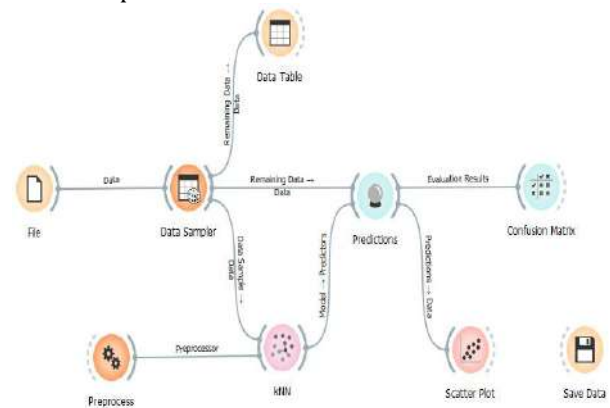 Data Table
Remaining Data →
Data
Data
Remaining Data →
Data
Evaluation Results
File
Data Sampler
Predictions
Confusion Matrix
Data Sample →
Data
Model → Predictors
Predictions → Data
Preprocessor
Preprocess
kNN
Scatter Plot
Save Data